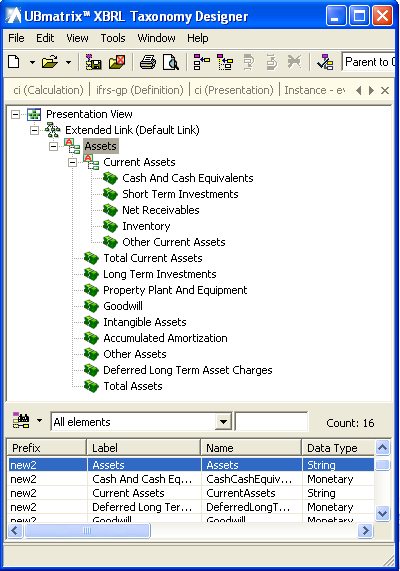 UBmatrix™ XBRL Taxonomy Designer
File Edit View Tools Window Help
Parent to C
ci (Calculation) ifrs-gp (Definition) ci (Presentation) Instance - ev
Presentation View
Extended Link (Default Link)
Assets
Current Assets
Cash And Cash Equivalents
Short Term Investments
Net Receivables
Inventory
Other Current Assets
Total Current Assets
Long Term Investments
Property Plant And Equipment
Goodwill
Intangible Assets
Accumulated Amortization
Other Assets
Deferred Long Term Asset Charges
Total Assets
All elements Count: 16
Prefix Label Name Data Type
new2 Assets Assets String
new2 Cash And Cash Eq... CashCashEquiv... Monetary
new2 Current Assets CurrentAssets String
new2 Deferred Long Ter... DeferredLongT... Monetary
new2 Goodwill Goodwill Monetary